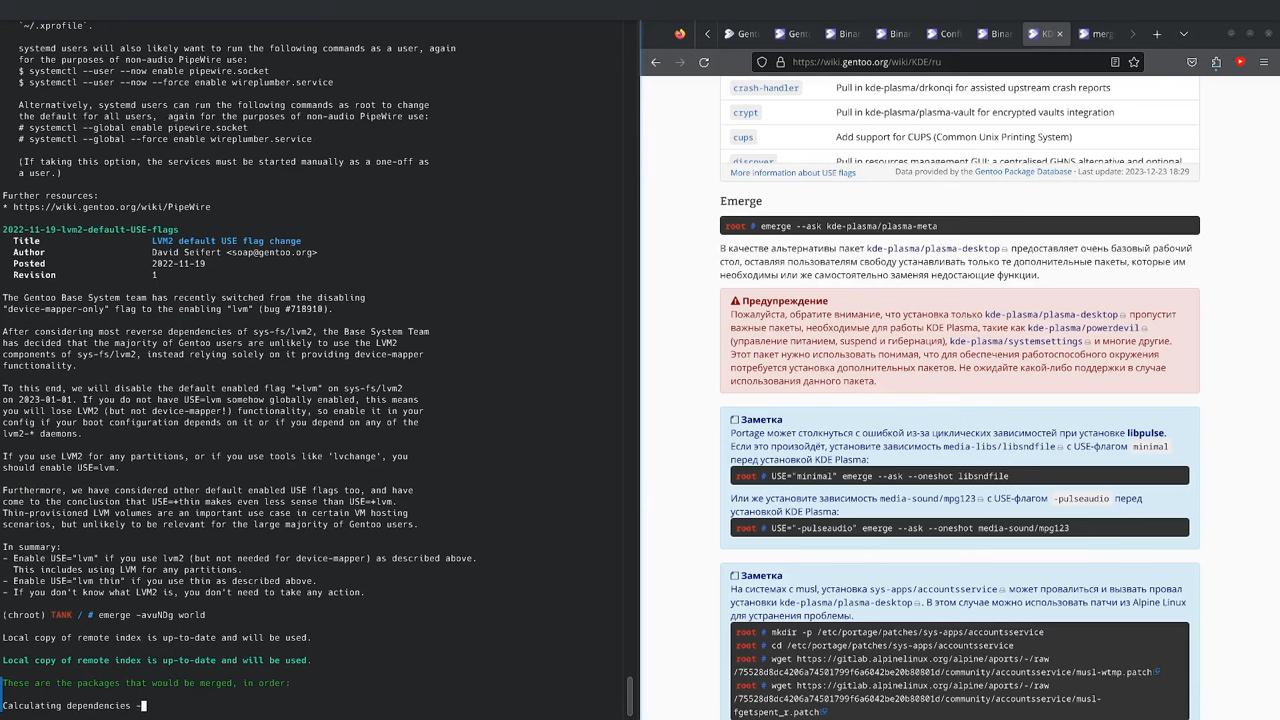 `~/.xprofile`.
systemd users will also likely want to run the following commands as a user, again
for the purposes of non-audio PipeWire use:
$ systemctl --user --now enable pipewire.socket
$ systemctl --user --now --force enable wireplumber.service
Alternatively, systemd users can run the following commands as root to change
the default for all users,  again for the purposes of non-audio PipeWire use:
# systemctl --global enable pipewire.socket
# systemctl --global --force enable wireplumber.service
(If taking this option, the services must be started manually as a one-off as
a user.)
Further resources:
* https://wiki.gentoo.org/wiki/PipeWire
2022-11-19-lvm2-default-USE-flags
Title LVM2 default USE flag change
Author David Seifert <soap@gentoo.org>
Posted 2022-11-19
Revision 1
The Gentoo Base System team has recently switched from the disabling
"device-mapper-only" flag to the enabling "lvm" (bug #718910).
After considering most reverse dependencies of sys-fs/lvm2, the Base System Team
has decided that the majority of Gentoo users are unlikely to use the LVM2
components of sys-fs/lvm2, instead relying solely on it providing device-mapper
functionality.
To this end, we will disable the default enabled flag "+lvm" on sys-fs/lvm2
on 2023-01-01. If you do not have USE=lvm somehow globally enabled, this means
you will lose LVM2 (but not device-mapper!) functionality, so enable it in your
config if your boot configuration depends on it or if you depend on any of the
lvm2-* daemons.
If you use LVM2 for any partitions, or if you use tools like 'lvchange', you
should enable USE=lvm.
Furthermore, we have considered other default enabled USE flags too, and have
come to the conclusion that USE=+thin makes even less sense than USE=+lvm.
Thin-provisioned LVM volumes are an important use case in certain VM hosting
scenarios, but unlikely to be relevant for the large majority of Gentoo users.
In summary:
- Enable USE="lvm" if you use lvm2 (but not needed for device-mapper) as described above.
This includes using LVM for any partitions.
- Enable USE="lvm thin" if you use thin as described above.
- If you don't know what LVM2 is, you don't need to take any action.
(chroot) TANK / # emerge -avuNDg world
Local copy of remote index is up-to-date and will be used.
Local copy of remote index is up-to-date and will be used.
These are the packages that would be merged, in order:
Calculating dependencies -
Gent Gento Binar Binar Confi Binar KD merg
https://wiki.gentoo.org/wiki/KDE/ru
crash-handler Pull in kde-plasma/drkonqi for assisted upstream crash reports
crypt Pull in kde-plasma/plasma-vault for encrypted vaults integration
cups Add support for CUPS (Common Unix Printing System)
discover Pull in resources management GUI; a centralised GHNS alternative and optional
More information about USE flags Data provided by the Gentoo Package Database · Last update: 2023-12-23 18:29
Emerge
root # emerge --ask kde-plasma/plasma-meta
В качестве альтернативы пакет kde-plasma/plasma-desktop предоставляет очень базовый рабочий
стол, оставляя пользователям свободу устанавливать только те дополнительные пакеты, которые им
необходимы или же самостоятельно заменяя недостающие функции.
Предупреждение
Пожалуйста, обратите внимание, что установка только kde-plasma/plasma-desktop пропустит
важные пакеты, необходимые для работы KDE Plasma, такие как kde-plasma/powerdevil
(управление питанием, suspend и гибернация), kde-plasma/systemsettings и многие другие.
Этот пакет нужно использовать понимая, что для обеспечения работоспособного окружения
потребуется установка дополнительных пакетов. Не ожидайте какой-либо поддержки в случае
использования данного пакета.
Заметка
Portage может столкнуться с ошибкой из-за циклических зависимостей при установке libpulse.
Если это произойдёт, установите зависимость media-libs/libsndfile с USE-флагом minimal
перед установкой KDE Plasma:
root # USE="minimal" emerge --ask --oneshot libsndfile
Или же установите зависимость media-sound/mpg123 с USE-флагом -pulseaudio перед
установкой KDE Plasma:
root # USE="-pulseaudio" emerge --ask --oneshot media-sound/mpg123
Заметка
На системах с musl, установка sys-apps/accountsservice может провалиться и вызвать провал
установки kde-plasma/plasma-desktop. В этом случае можно использовать патчи из Alpine Linux
для устранения проблемы.
root # mkdir -p /etc/portage/patches/sys-apps/accountsservice
root # cd /etc/portage/patches/sys-apps/accountsservice
root # wget https://gitlab.alpinelinux.org/alpine/aports/-/raw
/75528d8dc4206a74501799f6a6042be20b80801d/community/accountsservice/musl-wtmp.patch
root # wget https://gitlab.alpinelinux.org/alpine/aports/-/raw
/75528d8dc4206a74501799f6a6042be20b80801d/community/accountsservice/musl-
fgetspent_r.patch